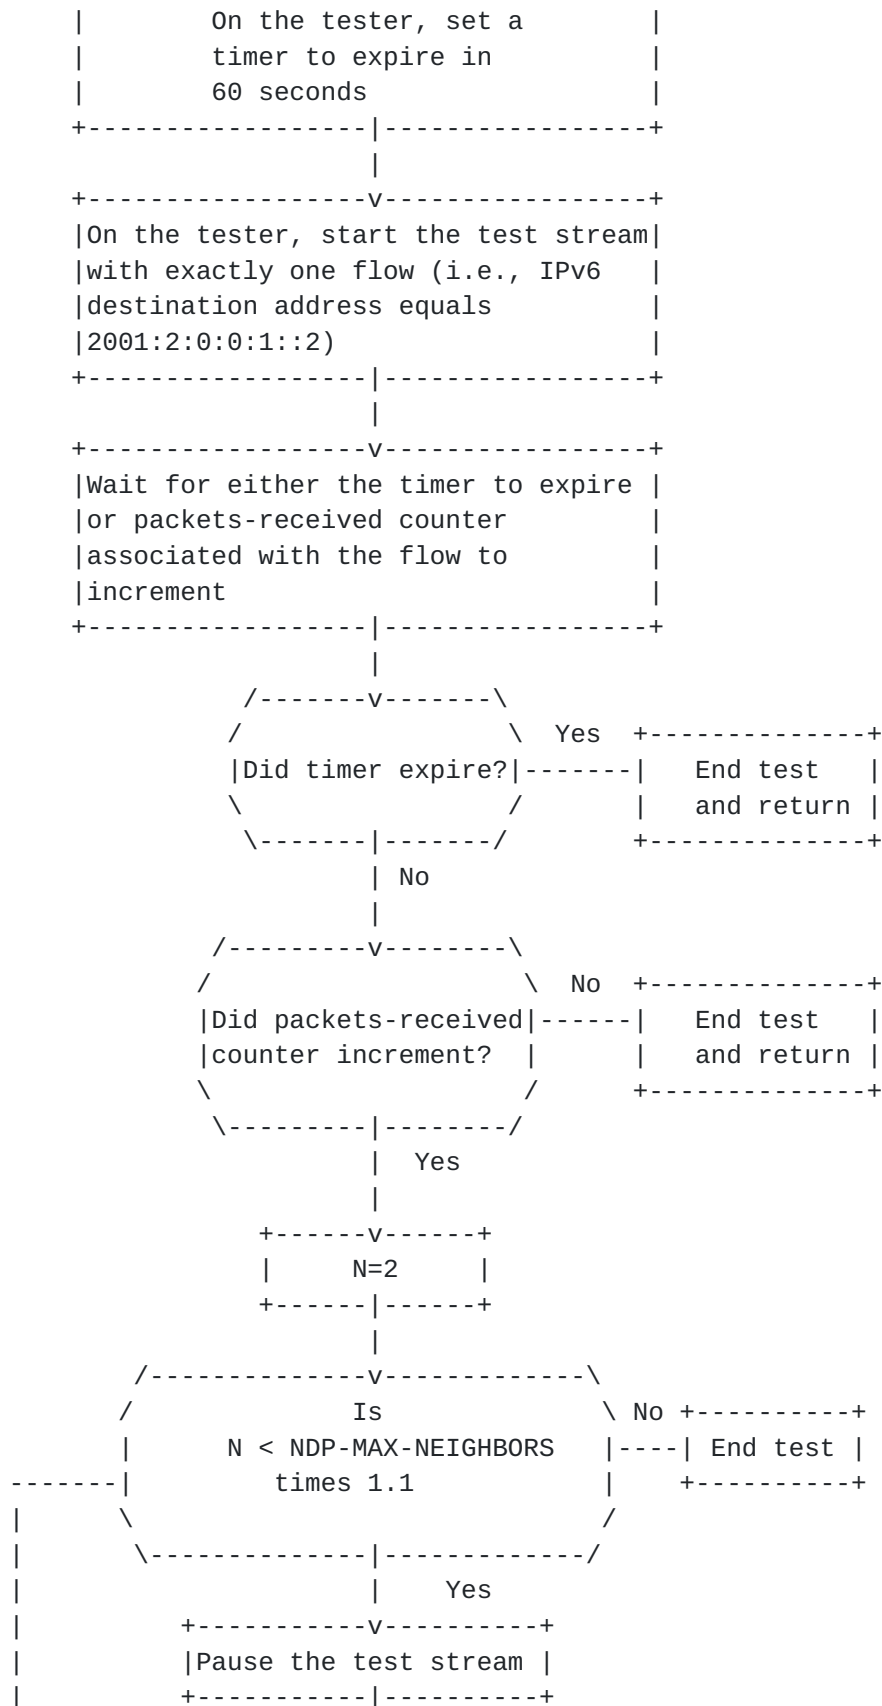 |        On the tester, set a        |
    |        timer to expire in          |
    |        60 seconds                  |
    +------------------|-----------------+
                       |
    +------------------v-----------------+
    |On the tester, start the test stream|
    |with exactly one flow (i.e., IPv6   |
    |destination address equals          |
    |2001:2:0:0:1::2)                    |
    +------------------|-----------------+
                       |
    +------------------v-----------------+
    |Wait for either the timer to expire |
    |or packets-received counter         |
    |associated with the flow to         |
    |increment                           |
    +------------------|-----------------+
                       |
               /-------v-------\
              /                 \  Yes  +--------------+
              |Did timer expire?|-------|   End test   |
              \                 /       |   and return |
               \-------|-------/        +--------------+
                       | No
                       |
             /---------v--------\
            /                    \  No  +--------------+
            |Did packets-received|------|   End test   |
            |counter increment?  |      |   and return |
            \                    /      +--------------+
             \---------|--------/
                       |  Yes
                       |
                +------v------+
                |     N=2     |
                +------|------+
                       |
        /--------------v-------------\
       /              Is              \ No +----------+
       |      N < NDP-MAX-NEIGHBORS   |----| End test |
-------|         times 1.1            |    +----------+
|      \                              /
|       \--------------|-------------/
|                      |    Yes
|          +-----------v----------+
|          |Pause the test stream |
|          +-----------|----------+